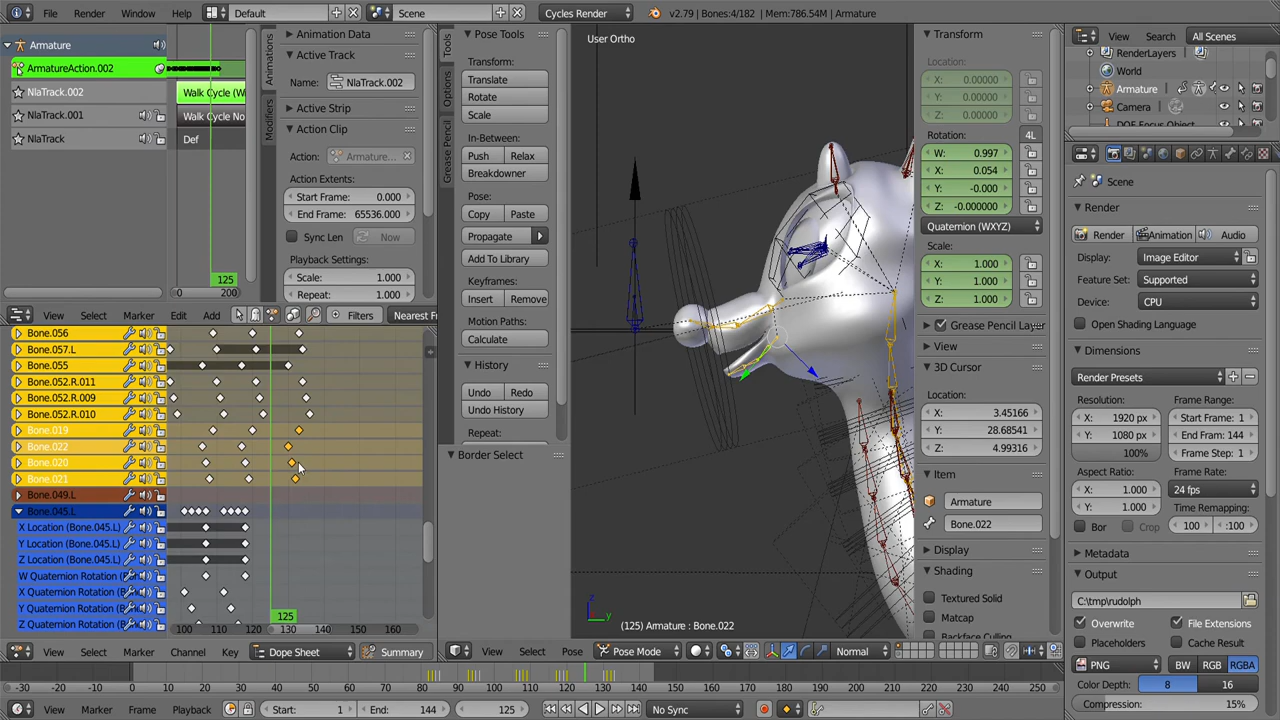 File Render Window Help Default Scene Cycles Render v2.79 | Bones:4/182 | Mem:786.54M | Armature
Armature
ArmatureAction.002
NlaTrack.002
Walk Cycle (W
NlaTrack.001
Walk Cycle No
NlaTrack
Def
125
0 200
View Select Marker Edit Add Filters Nearest Fr
Animations
Modifiers
Animation Data
Active Track
Name: NlaTrack.002
Active Strip
Action Clip
Action: Armature...
Action Extents:
Start Frame: 0.000
End Frame: 65536.000
Sync Len Now
Playback Settings:
Scale: 1.000
Repeat: 1.000
Tools
Options
Grease Pencil
Pose Tools
Transform:
Translate
Rotate
Scale
In-Between:
Push Relax
Breakdowner
Pose:
Copy Paste
Propagate
Add To Library
Keyframes:
Insert Remove
Motion Paths:
Calculate
History
Undo Redo
Undo History
Repeat:
Border Select
Bone.056
Bone.057.L
Bone.055
Bone.052.R.011
Bone.052.R.009
Bone.052.R.010
Bone.019
Bone.022
Bone.020
Bone.021
Bone.049.L
Bone.045.L
X Location (Bone.045.L)
Y Location (Bone.045.L)
Z Location (Bone.045.L)
W Quaternion Rotation (B
X Quaternion Rotation (B
Y Quaternion Rotation (B
Z Quaternion Rotation (B
125
100 110 120 130 140 150 160
View Select Marker Channel Key Dope Sheet Summary
User Ortho
(125) Armature : Bone.022
z
y
View Select Pose Pose Mode Normal
Transform
X: 0.00000
Y: 0.00000
Z: 0.00000
Rotation: 4L
W: 0.997
X: 0.054
Y: -0.000
Z: -0.000000
Quaternion (WXYZ)
Scale:
X: 1.000
Y: 1.000
Z: 1.000
Grease Pencil Layer
View
3D Cursor
Location:
X: 3.45166
Y: 28.68541
Z: 4.99316
Item
Armature
Bone.022
Display
Shading
Textured Solid
Matcap
Backface Culling
View Search All Scenes
RenderLayers
World
Armature
Camera
DOF Focus Object
Scene
Render
Render Animation Audio
Display: Image Editor
Feature Set: Supported
Device: CPU
Open Shading Language
Dimensions
Render Presets
Resolution: Frame Range:
X: 1920 px Start Frame: 1
Y: 1080 px End Fram: 144
100% Frame Step: 1
Aspect Ratio: Frame Rate:
X: 1.000 24 fps
Y: 1.000 Time Remapping:
Bor Crop 100 :100
Metadata
Output
C:\tmp\rudolph
Overwrite File Extensions
Placeholders Cache Result
PNG BW RGB RGBA
Color Depth: 8 16
Compression: 15%
-30 -20 -10 0 10 20 30 40 50 60 70 80 90 100 110 120 130 140 150 160 170 180 190 200 210 220 230 240 250
View Marker Frame Playback Start: 1 End: 144 125 No Sync